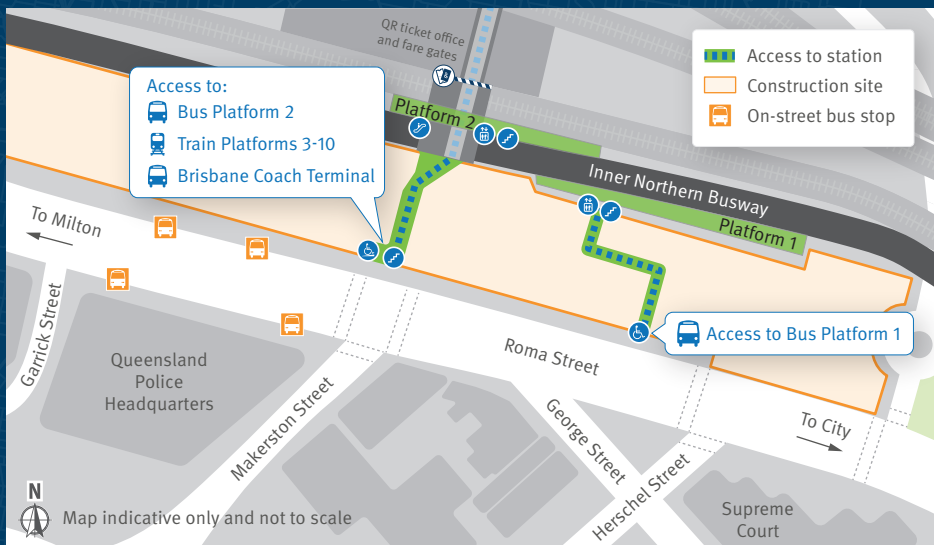 QR ticket office
and fare gates
Access to:
Bus Platform 2
Train Platforms 3-10
Brisbane Coach Terminal
Access to station
Construction site
On-street bus stop
Platform 2
Inner Northern Busway
Platform 1
To Milton
Access to Bus Platform 1
Garrick Street
Queensland
Police
Headquarters
Roma Street
Makerston Street
George Street
Herschel Street
To City
Supreme
Court
N
Map indicative only and not to scale